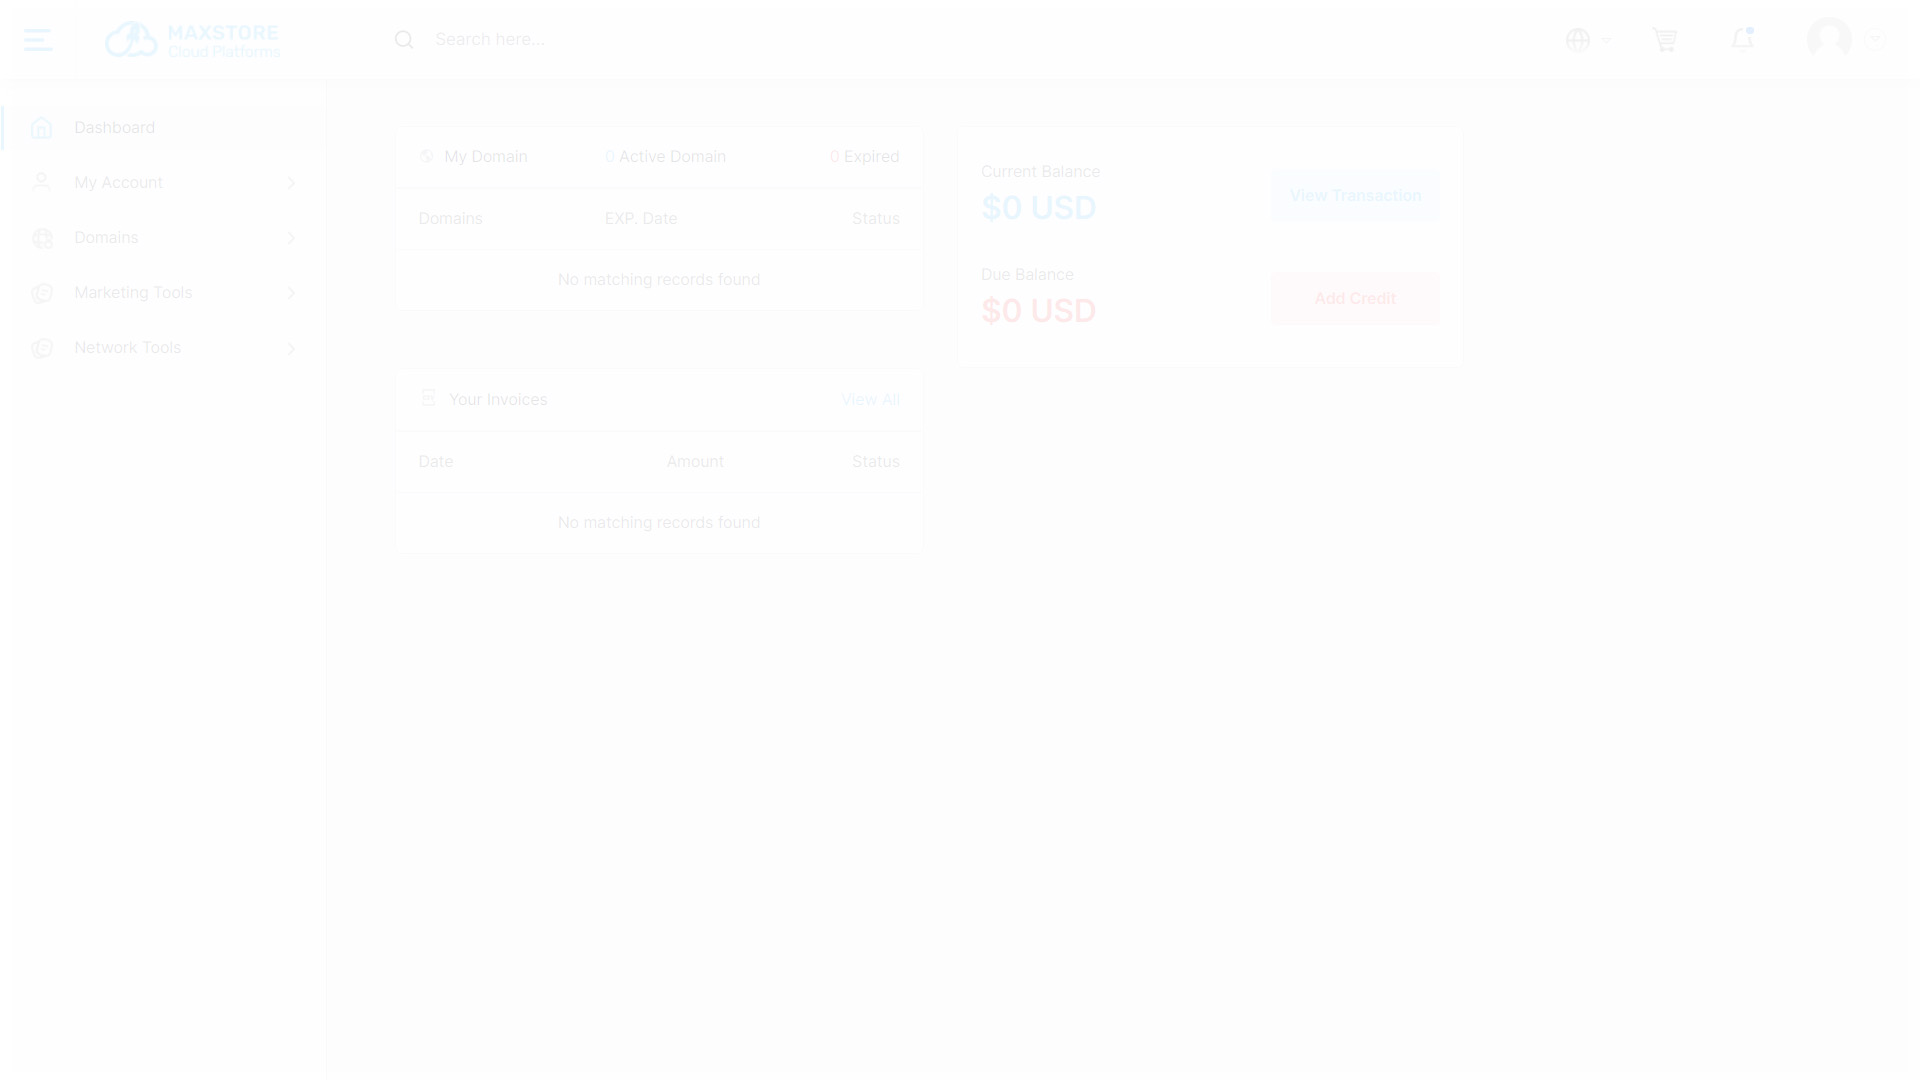 MAXSTORE
Cloud Platforms
Search here...
Dashboard
My Account
Domains
Marketing Tools
Network Tools
My Domain 0 Active Domain 0 Expired
Domains EXP. Date Status
No matching records found
Current Balance
$0 USD
View Transaction
Due Balance
$0 USD
Add Credit
Your Invoices View All
Date Amount Status
No matching records found